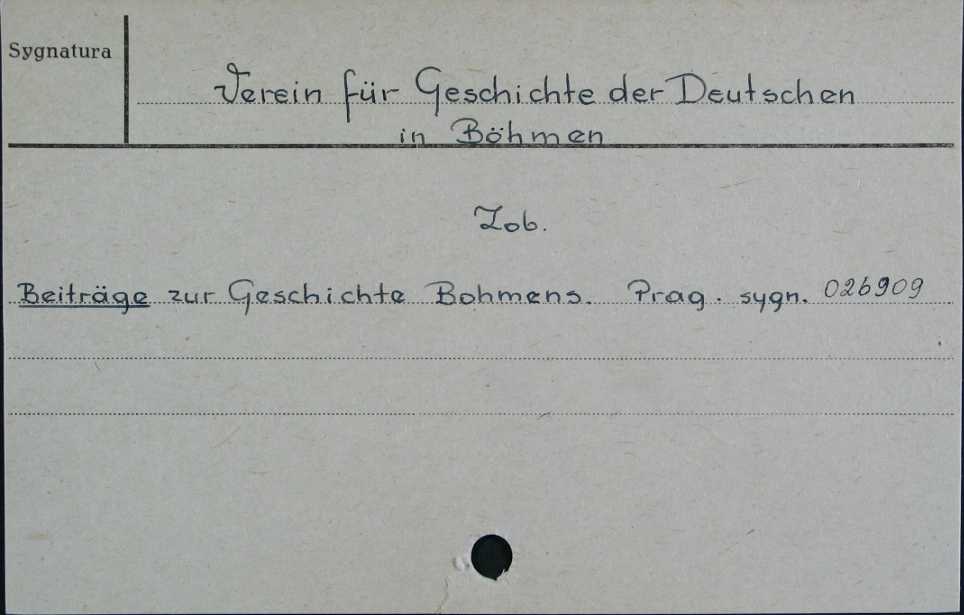 Sygnatura
Verein für Geschichte der Deutschen
in Böhmen
Zob.
Beiträge zur Geschichte Bohmens. Prag. sygn. 026909